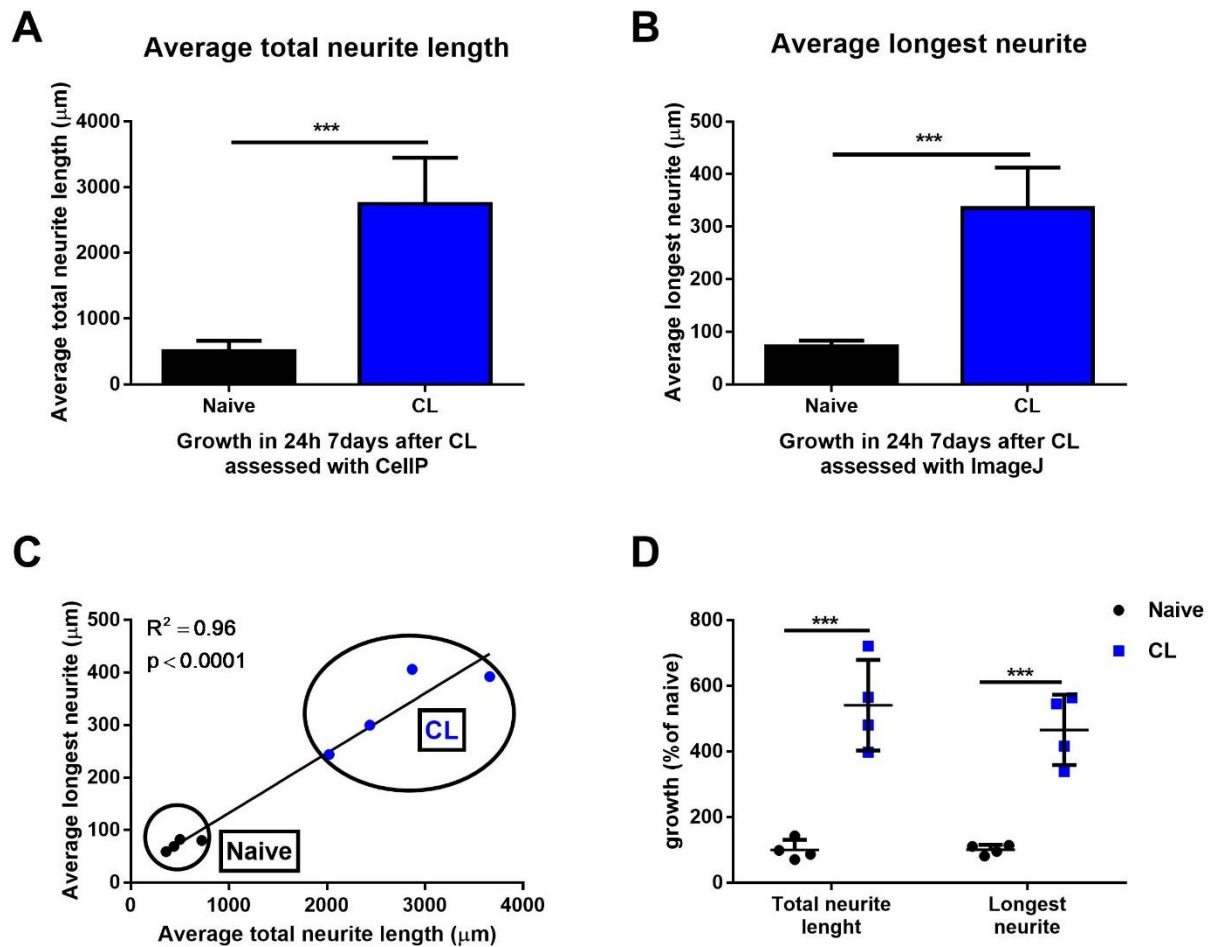 A
Average total neurite length
Average total neurite length (μm)
4000
3000
2000
1000
0
***
Naive
CL
Growth in 24h 7days after CL
assessed with CellP
B
Average longest neurite
Average longest neurite (μm)
500
400
300
200
100
0
***
Naive
CL
Growth in 24h 7days after CL
assessed with ImageJ
C
Average longest neurite (μm)
500
400
300
200
100
0
R² = 0.96
p < 0.0001
CL
Naive
0
1000
2000
3000
4000
Average total neurite length (μm)
D
growth (%of naive)
800
600
400
200
0
***
***
Naive
CL
Total neurite
lenght
Longest
neurite